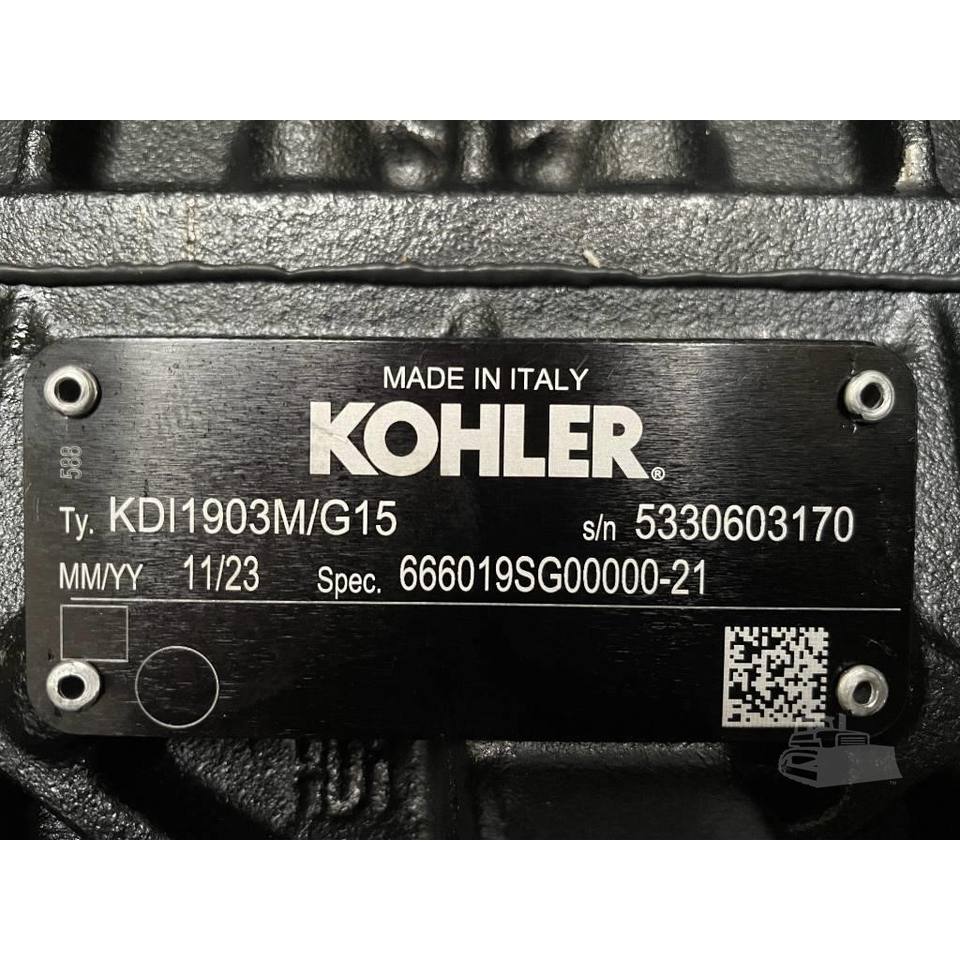 MADE IN ITALY
KOHLER®
588
Ty. KDI1903M/G15 s/n 5330603170
MM/YY 11/23 Spec. 666019SG00000-21